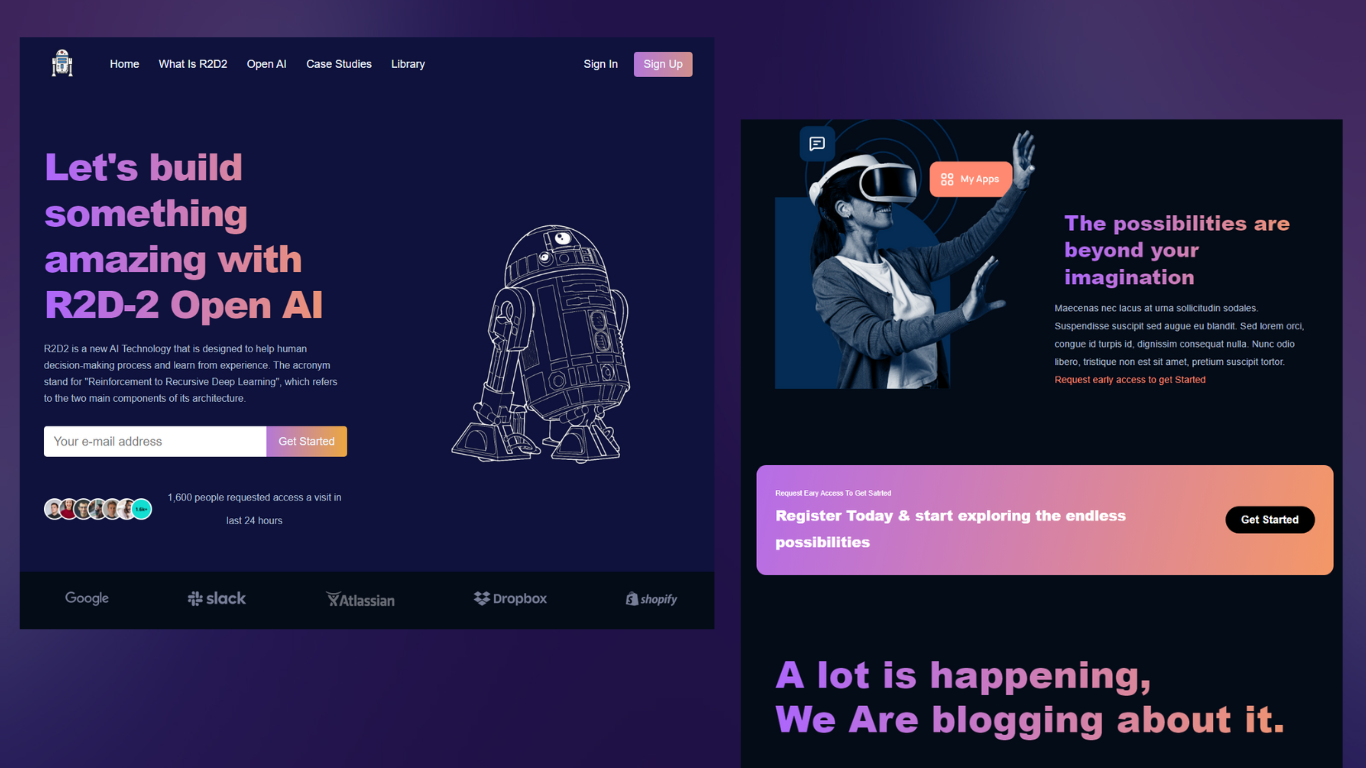 Home What Is R2D2 Open AI Case Studies Library Sign In Sign Up
Let's build
something
amazing with
R2D-2 Open AI
R2D2 is a new AI Technology that is designed to help human
decision-making process and learn from experience. The acronym
stand for "Reinforcement to Recursive Deep Learning", which refers
to the two main components of its architecture.
Your e-mail address Get Started
1,600 people requested access a visit in
last 24 hours
Google slack Atlassian Dropbox shopify
My Apps
The possibilities are
beyond your
imagination
Maecenas nec lacus at urna sollicitudin sodales.
Suspendisse suscipit sed augue eu blandit. Sed lorem orci,
congue id turpis id, dignissim consequat nulla. Nunc odio
libero, tristique non est sit amet, pretium suscipit tortor.
Request early access to get Started
Request Eary Access To Get Satrted
Register Today & start exploring the endless
possibilities
Get Started
A lot is happening,
We Are blogging about it.